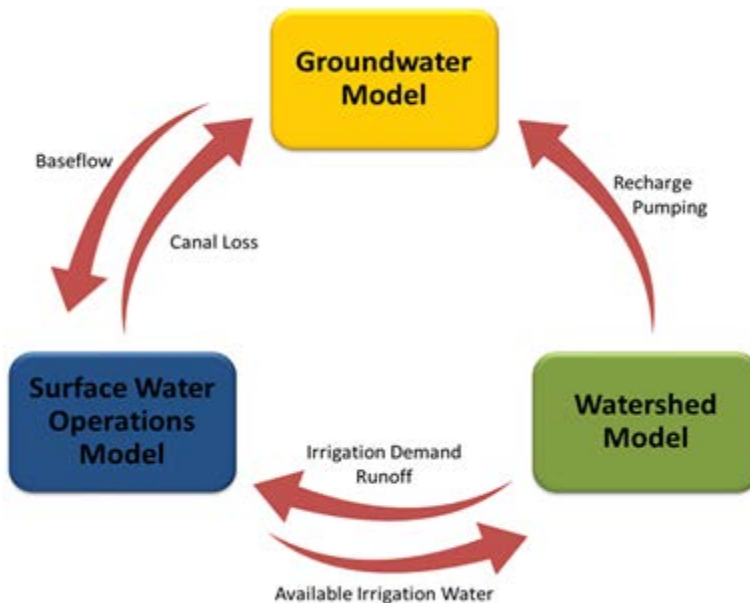 Groundwater
Model
Baseflow
Canal Loss
Recharge
Pumping
Surface Water
Operations
Model
Watershed
Model
Irrigation Demand
Runoff
Available Irrigation Water